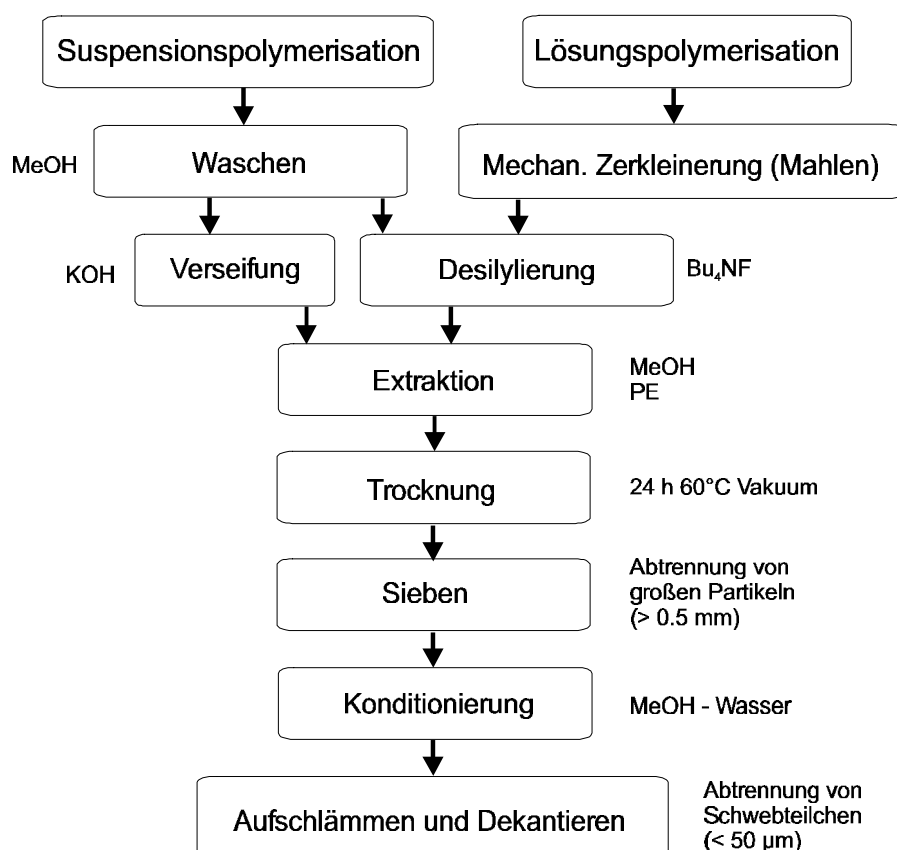 Suspensionspolymerisation
Lösungspolymerisation
MeOH
Waschen
Mechan. Zerkleinerung (Mahlen)
KOH
Verseifung
Desilylierung
Bu₄NF
Extraktion
MeOH
PE
Trocknung
24 h 60°C Vakuum
Sieben
Abtrennung von
großen Partikeln
(> 0.5 mm)
Konditionierung
MeOH - Wasser
Aufschlämmen und Dekantieren
Abtrennung von
Schwebteilchen
(< 50 µm)